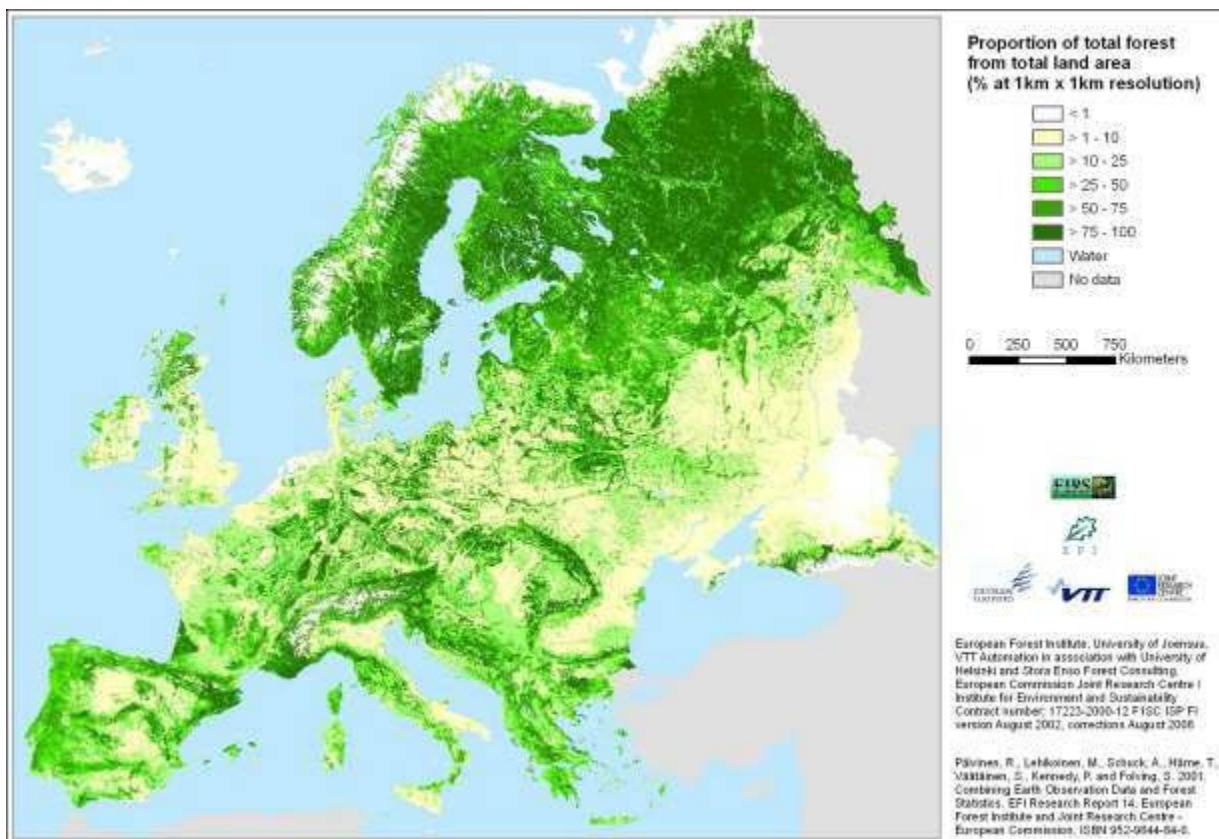 Proportion of total forest
from total land area
(% at 1km x 1km resolution)
< 1
> 1 - 10
> 10 - 25
> 25 - 50
> 50 - 75
> 75 - 100
Water
No data
0 250 500 750
Kilometers
EFI
VTT
JOINT
RESEARCH
CENTRE
European Forest Institute, University of Joensuu,
VTT Automation in association with University of
Helsinki and Stora Enso Forest Consulting,
European Commission Joint Research Centre /
Institute for Environment and Sustainability
Contract number: 17223-2000-12 F1SC ISP FI
version August 2002, corrections August 2006
Päivinen, R., Lehikoinen, M., Schuck, A., Häme, T.,
Väätäinen, S., Kennedy, P. and Folving, S. 2001.
Combining Earth Observation Data and Forest
Statistics. EFI Research Report 14. European
Forest Institute and Joint Research Centre -
European Commission. ISBN 952-9844-84-0.